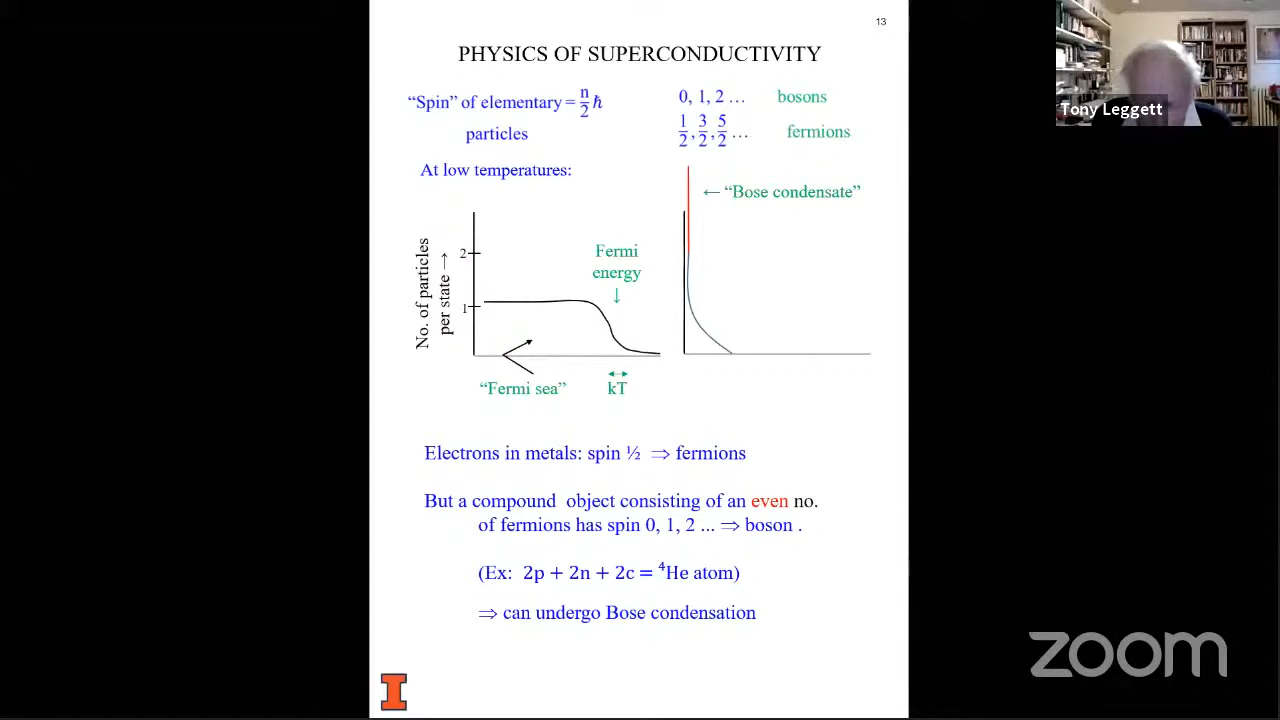 13
PHYSICS OF SUPERCONDUCTIVITY
“Spin” of elementary = n/2 ℏ
particles
0, 1, 2 … bosons
1/2, 3/2, 5/2 … fermions
At low temperatures:
← “Bose condensate”
No. of particles
per state →
2
1
Fermi
energy
↓
“Fermi sea”
kT
Electrons in metals: spin ½ ⇒ fermions
But a compound object consisting of an even no.
of fermions has spin 0, 1, 2 ... ⇒ boson .
(Ex: 2p + 2n + 2c = ⁴He atom)
⇒ can undergo Bose condensation
I
Tony Leggett
zoom